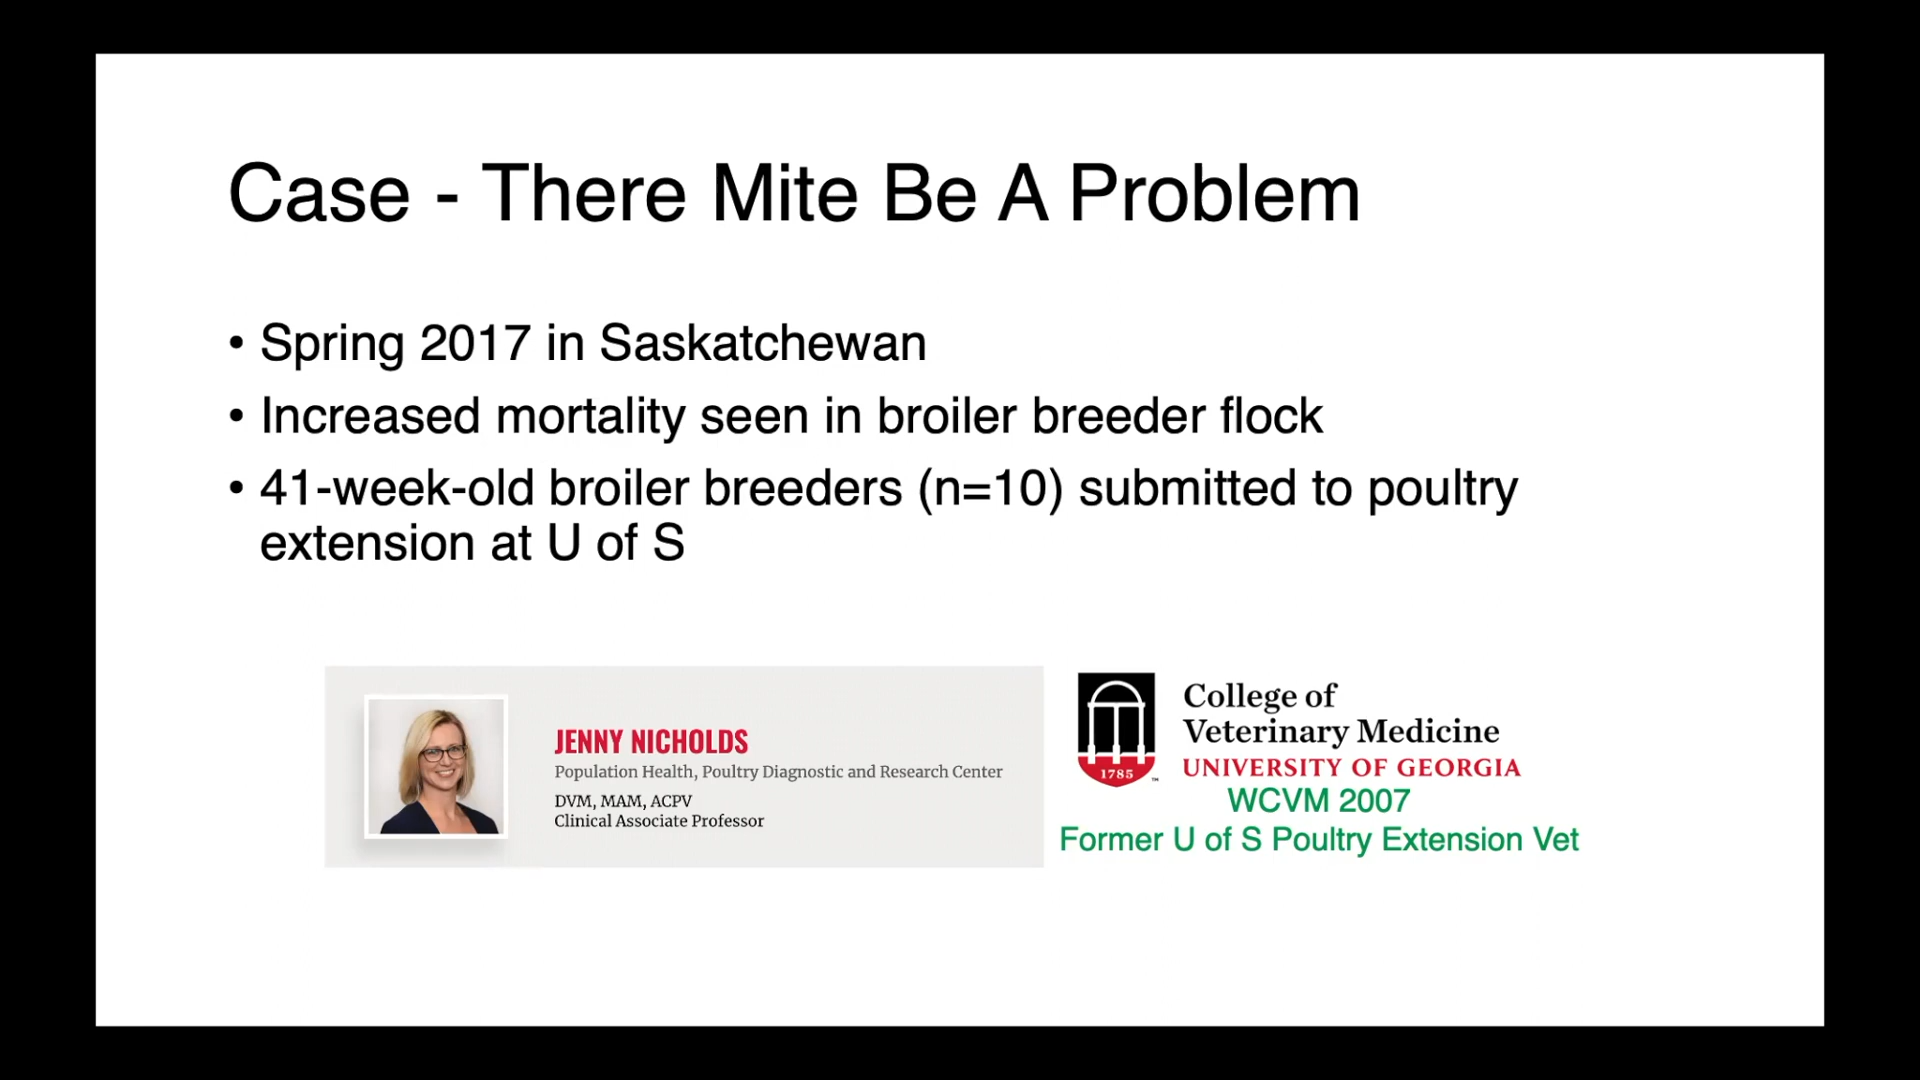 Case - There Mite Be A Problem
• Spring 2017 in Saskatchewan
• Increased mortality seen in broiler breeder flock
• 41-week-old broiler breeders (n=10) submitted to poultry
extension at U of S
JENNY NICHOLDS
Population Health, Poultry Diagnostic and Research Center
DVM, MAM, ACPV
Clinical Associate Professor
1785
™
College of
Veterinary Medicine
UNIVERSITY OF GEORGIA
WCVM 2007
Former U of S Poultry Extension Vet